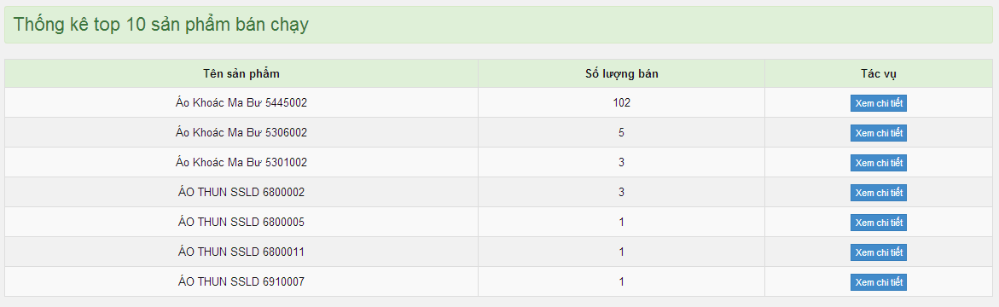 Thống kê top 10 sản phẩm bán chạy
Tên sản phẩm Số lượng bán Tác vụ
Áo Khoác Ma Bư 5445002 102 Xem chi tiết
Áo Khoác Ma Bư 5306002 5 Xem chi tiết
Áo Khoác Ma Bư 5301002 3 Xem chi tiết
ÁO THUN SSLD 6800002 3 Xem chi tiết
ÁO THUN SSLD 6800005 1 Xem chi tiết
ÁO THUN SSLD 6800011 1 Xem chi tiết
ÁO THUN SSLD 6910007 1 Xem chi tiết